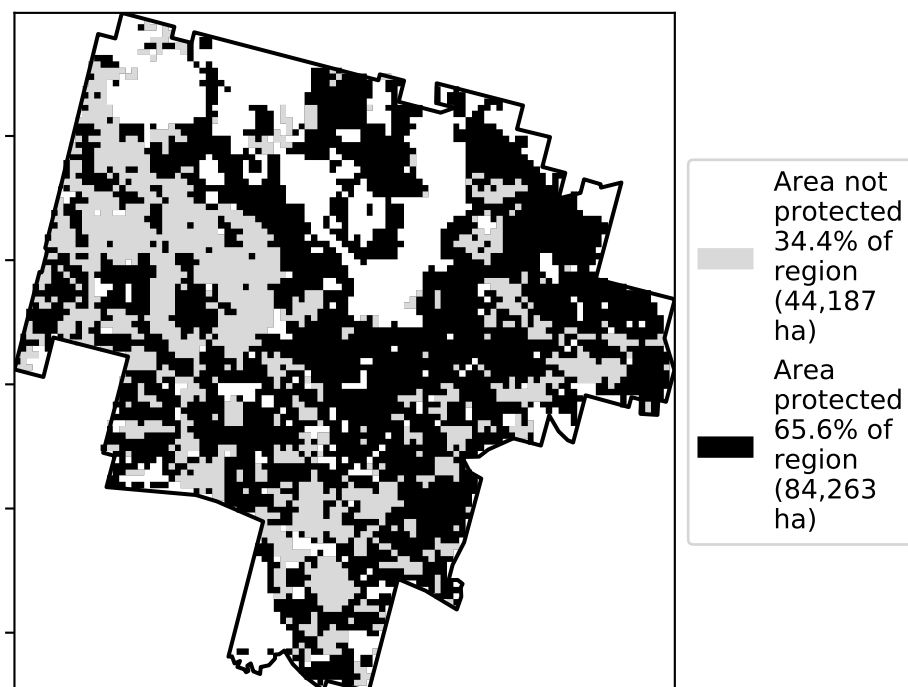 Area not
protected
34.4% of
region
(44,187
ha)
Area
protected
65.6% of
region
(84,263
ha)